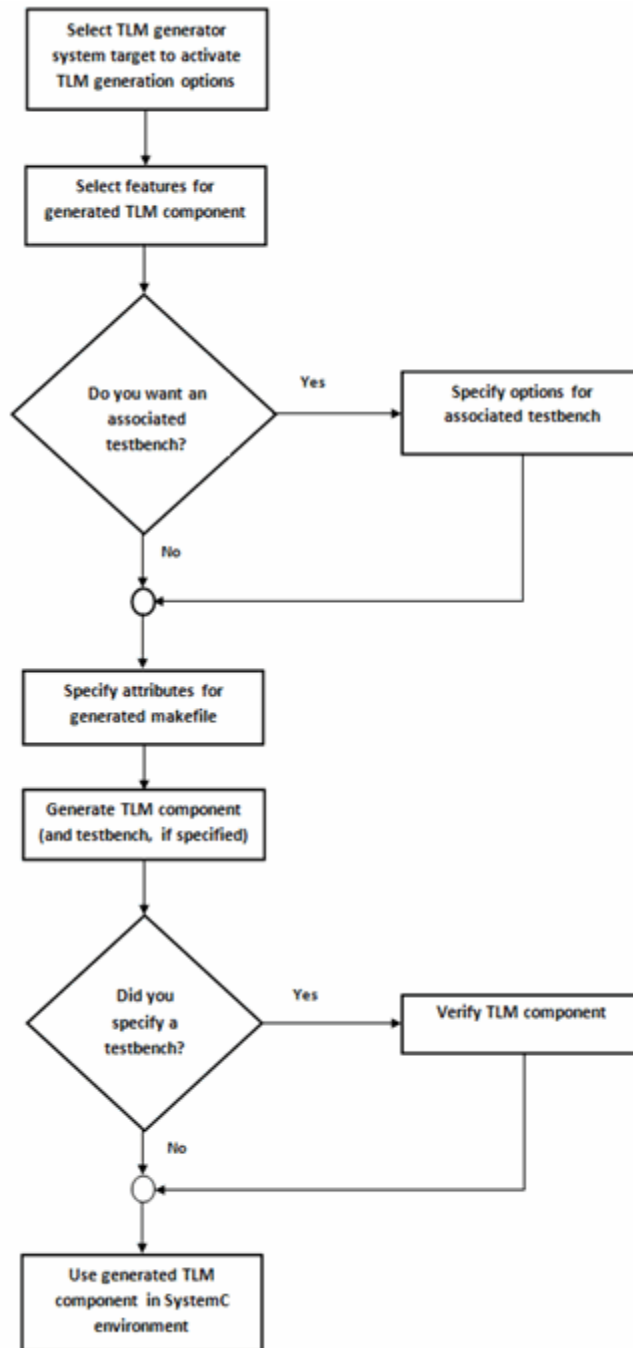 Select TLM generator
system target to activate
TLM generation options
Select features for
generated TLM component
Do you want an
associated
testbench?
Yes
Specify options for
associated testbench
No
Specify attributes for
generated makefile
Generate TLM component
(and testbench, if specified)
Did you
specify a
testbench?
Yes
Verify TLM component
No
Use generated TLM
component in SystemC
environment